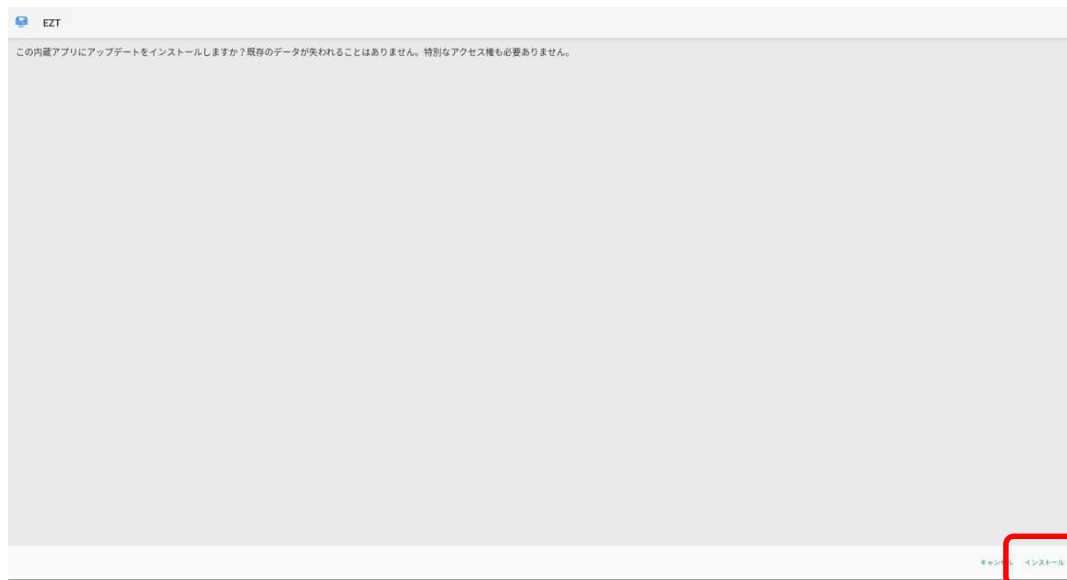 EZT
この内蔵アプリにアップデートをインストールしますか？既存のデータが失われることはありません。特別なアクセス権も必要ありません。
キャンセル インストール